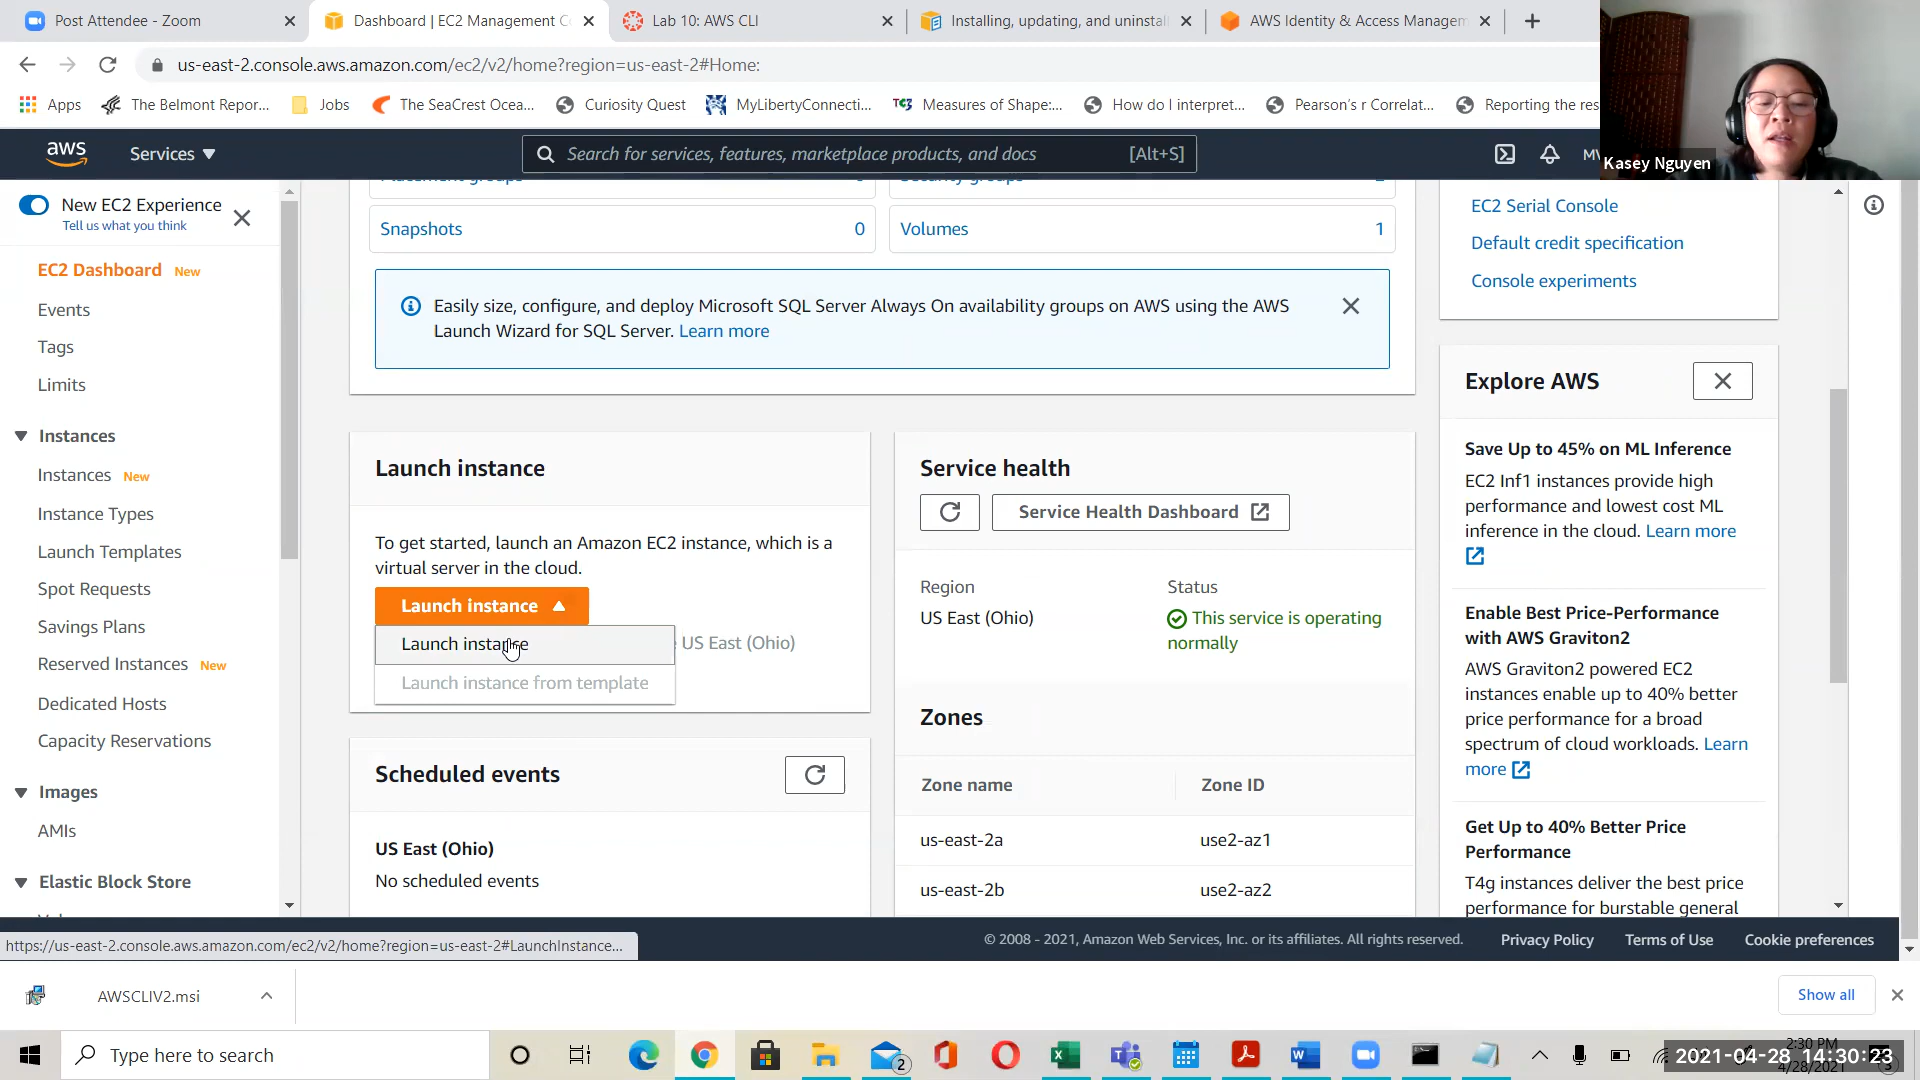 Post Attendee - Zoom
Dashboard | EC2 Management C
Lab 10: AWS CLI
Installing, updating, and uninstal
AWS Identity & Access Managem
us-east-2.console.aws.amazon.com/ec2/v2/home?region=us-east-2#Home:
Apps
The Belmont Repor...
Jobs
The SeaCrest Ocea...
Curiosity Quest
MyLibertyConnecti...
Measures of Shape:...
How do I interpret...
Pearson's r Correlat...
Reporting the res
Kasey Nguyen
aws
Services
Search for services, features, marketplace products, and docs
[Alt+S]
New EC2 Experience
Tell us what you think
EC2 Dashboard New
Events
Tags
Limits
Instances
Instances New
Instance Types
Launch Templates
Spot Requests
Savings Plans
Reserved Instances New
Dedicated Hosts
Capacity Reservations
Images
AMIs
Elastic Block Store
Placement groups
Security groups
Snapshots 0
Volumes 1
Easily size, configure, and deploy Microsoft SQL Server Always On availability groups on AWS using the AWS
Launch Wizard for SQL Server. Learn more
Launch instance
To get started, launch an Amazon EC2 instance, which is a
virtual server in the cloud.
Launch instance
Launch instance
US East (Ohio)
Launch instance from template
Scheduled events
US East (Ohio)
No scheduled events
Service health
Service Health Dashboard
Region
Status
US East (Ohio)
This service is operating
normally
Zones
Zone name
Zone ID
us-east-2a
use2-az1
us-east-2b
use2-az2
EC2 Serial Console
Default credit specification
Console experiments
Explore AWS
Save Up to 45% on ML Inference
EC2 Inf1 instances provide high
performance and lowest cost ML
inference in the cloud. Learn more
Enable Best Price-Performance
with AWS Graviton2
AWS Graviton2 powered EC2
instances enable up to 40% better
price performance for a broad
spectrum of cloud workloads. Learn
more
Get Up to 40% Better Price
Performance
T4g instances deliver the best price
performance for burstable general
https://us-east-2.console.aws.amazon.com/ec2/v2/home?region=us-east-2#LaunchInstance...
© 2008 - 2021, Amazon Web Services, Inc. or its affiliates. All rights reserved.
Privacy Policy
Terms of Use
Cookie preferences
AWSCLIV2.msi
Show all
Type here to search
2
2:30 PM
2021-04-28 14:30:23
4/28/2021